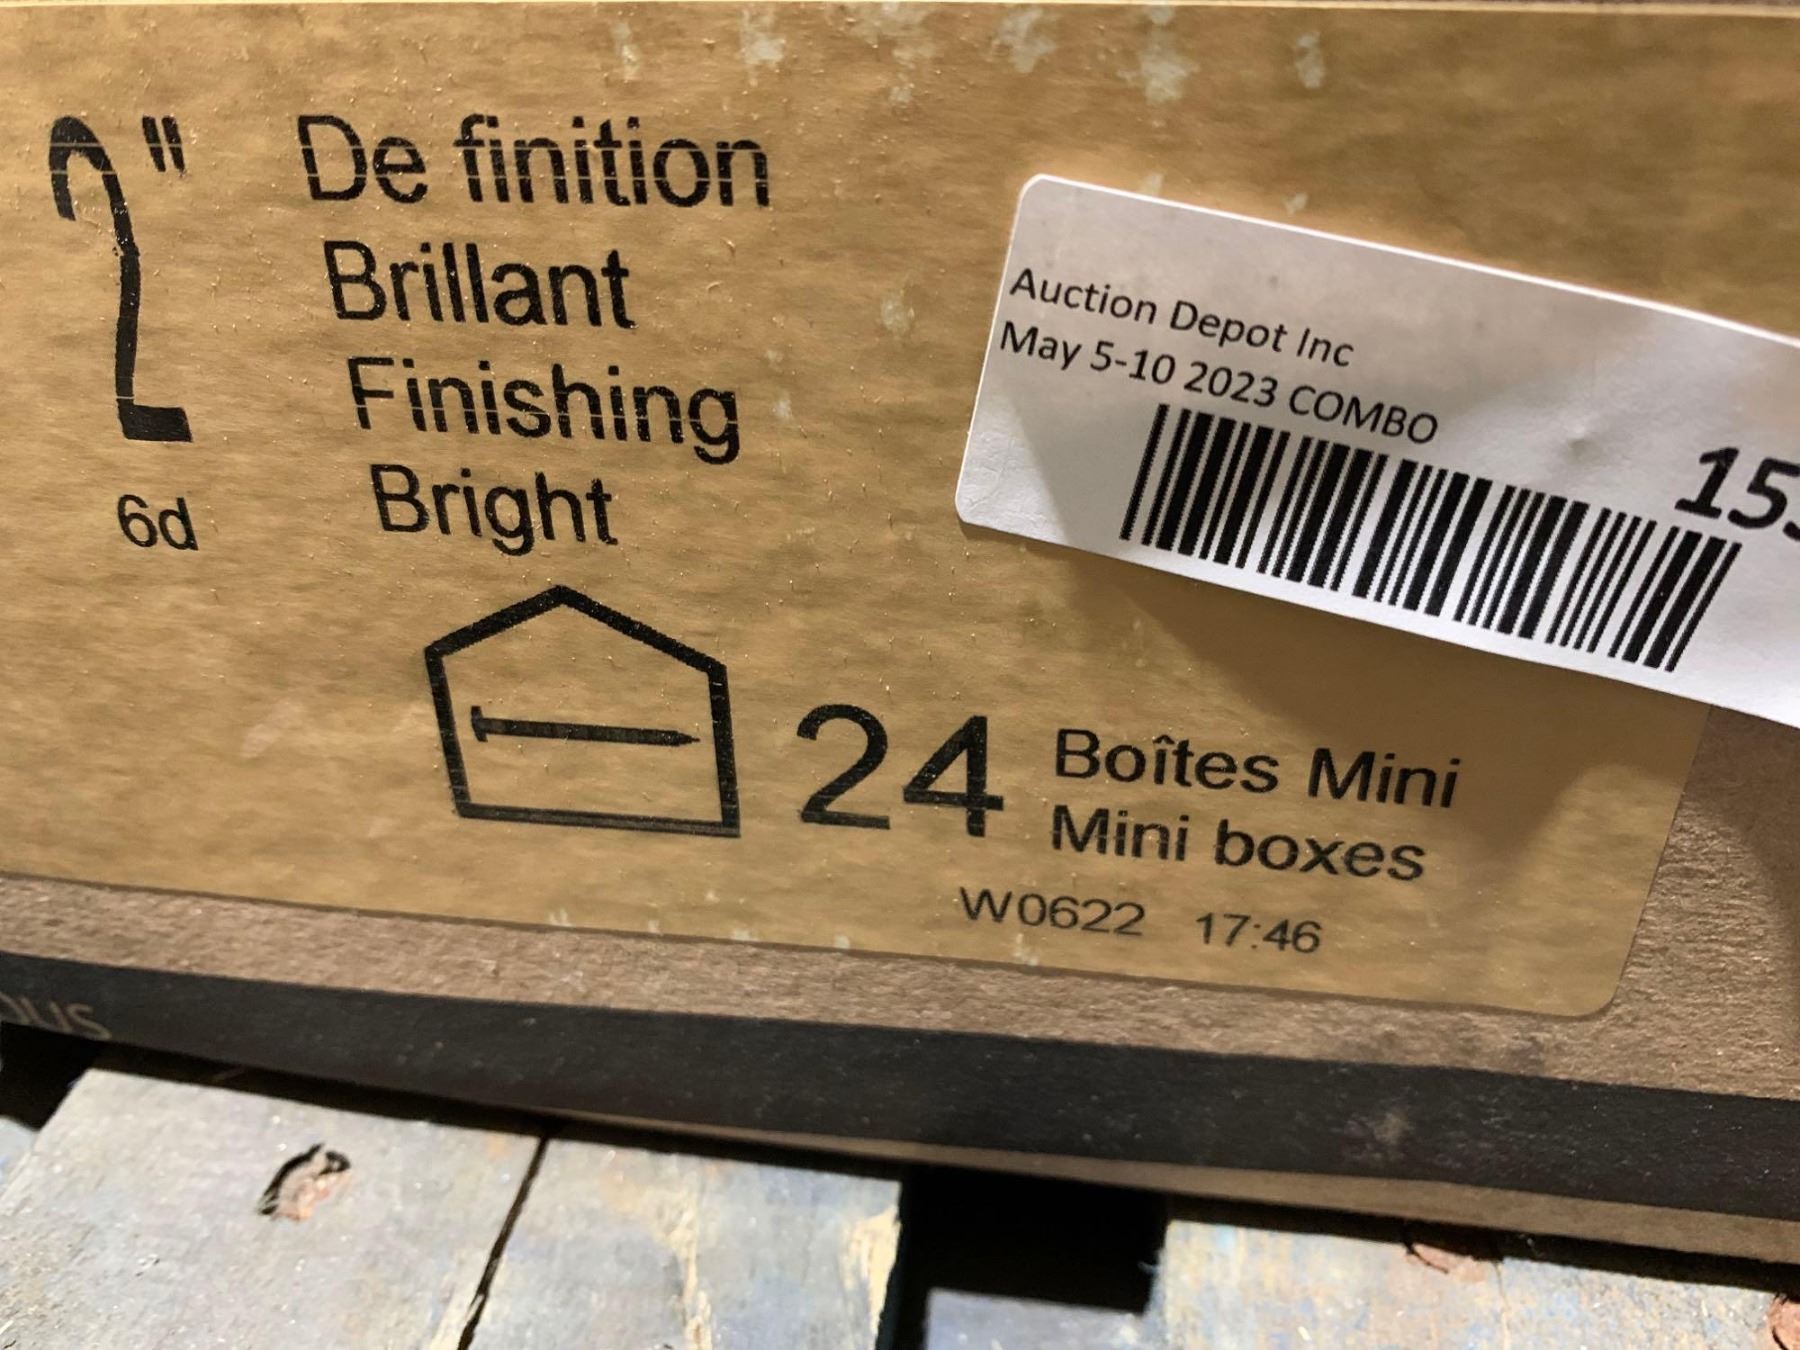 2"
De finition
Brillant
Finishing
Bright
6d
Auction Depot Inc
May 5-10 2023 COMBO
24
Boîtes Mini
Mini boxes
W0622 17:46